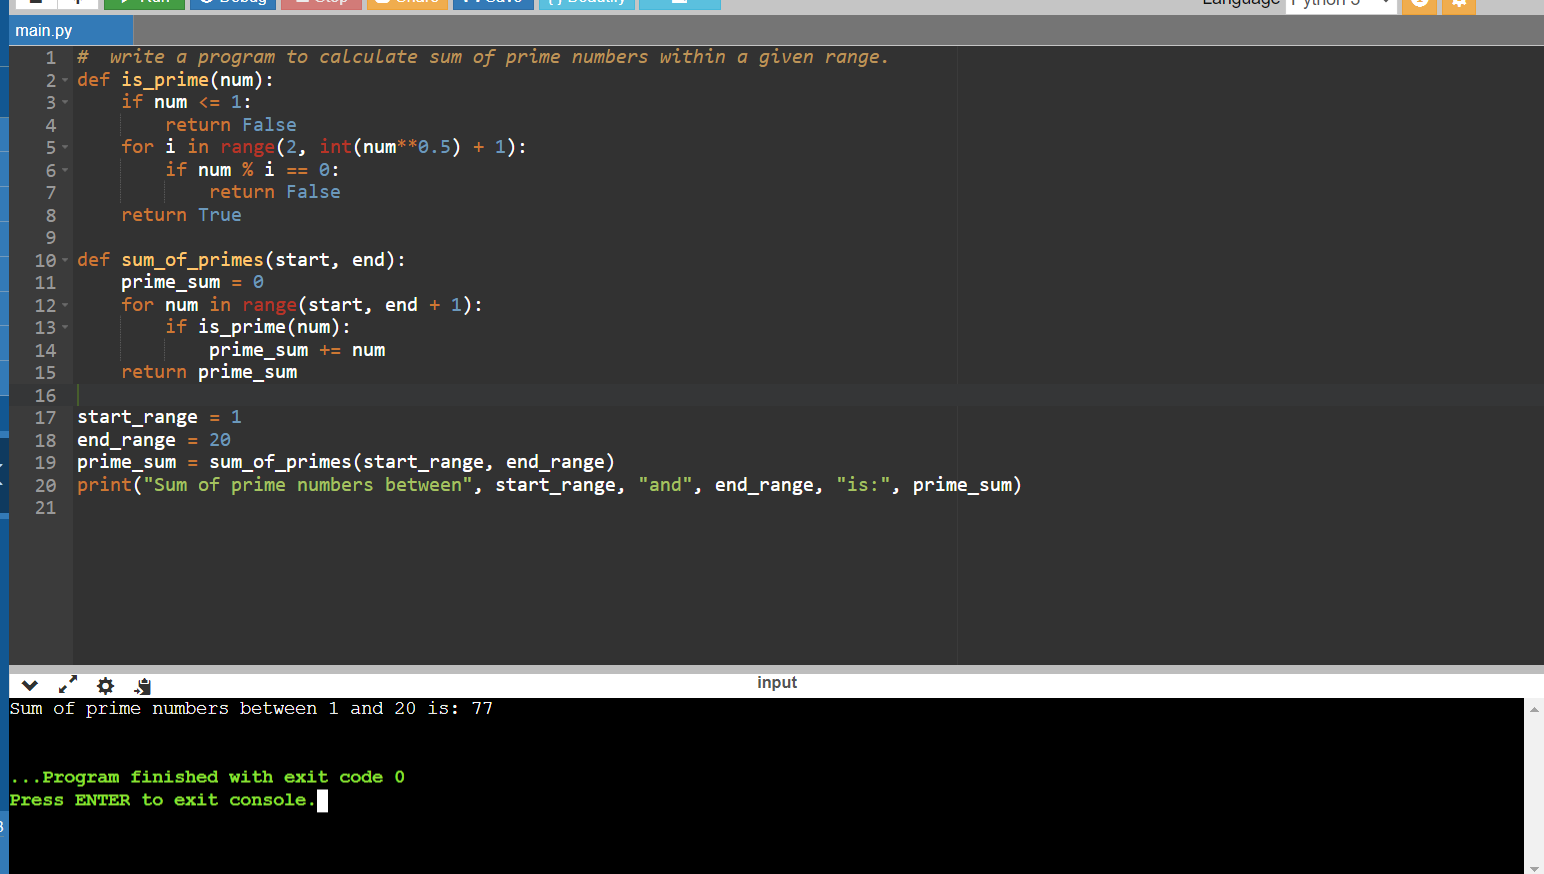 Language Python 3
main.py
1 #  write a program to calculate sum of prime numbers within a given range.
2 def is_prime(num):
3     if num <= 1:
4         return False
5     for i in range(2, int(num**0.5) + 1):
6         if num % i == 0:
7             return False
8     return True
9
10 def sum_of_primes(start, end):
11     prime_sum = 0
12     for num in range(start, end + 1):
13         if is_prime(num):
14             prime_sum += num
15     return prime_sum
16
17 start_range = 1
18 end_range = 20
19 prime_sum = sum_of_primes(start_range, end_range)
20 print("Sum of prime numbers between", start_range, "and", end_range, "is:", prime_sum)
21
input
Sum of prime numbers between 1 and 20 is: 77
...Program finished with exit code 0
Press ENTER to exit console.